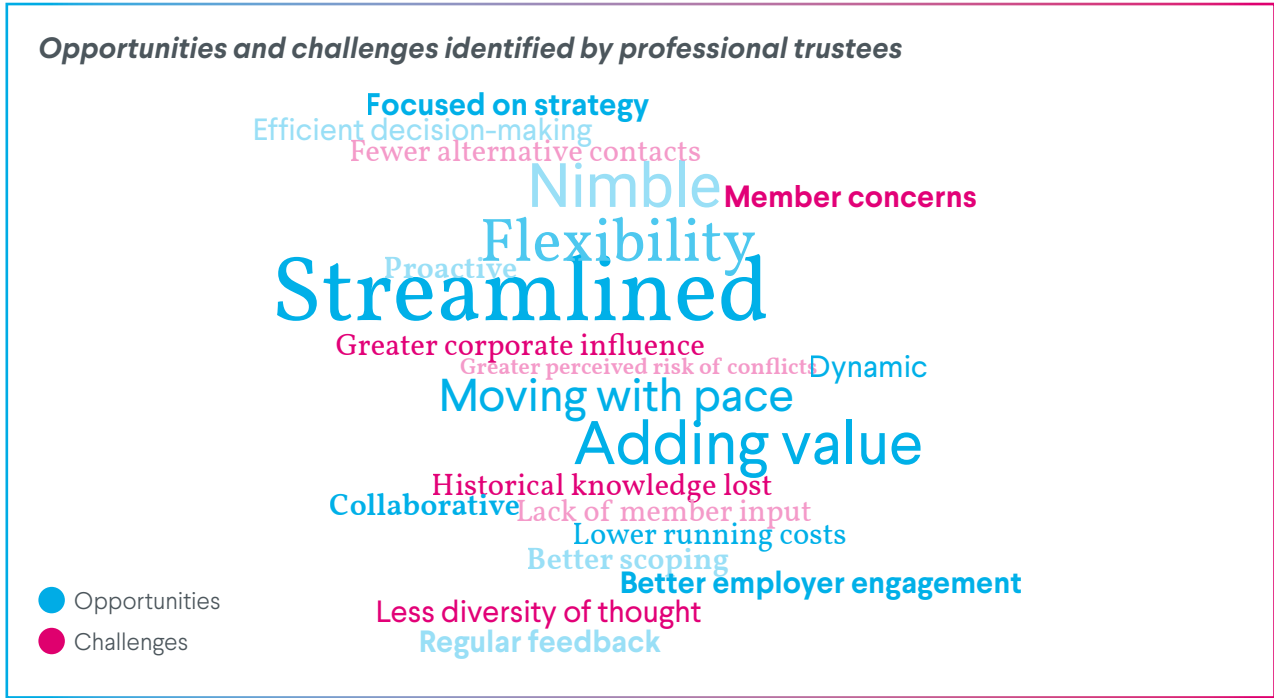 Opportunities and challenges identified by professional trustees
Focused on strategy
Efficient decision-making
Fewer alternative contacts
Nimble
Member concerns
Flexibility
Proactive
Streamlined
Greater corporate influence
Greater perceived risk of conflicts
Dynamic
Moving with pace
Adding value
Historical knowledge lost
Collaborative
Lack of member input
Lower running costs
Better scoping
Better employer engagement
Opportunities
Less diversity of thought
Challenges
Regular feedback